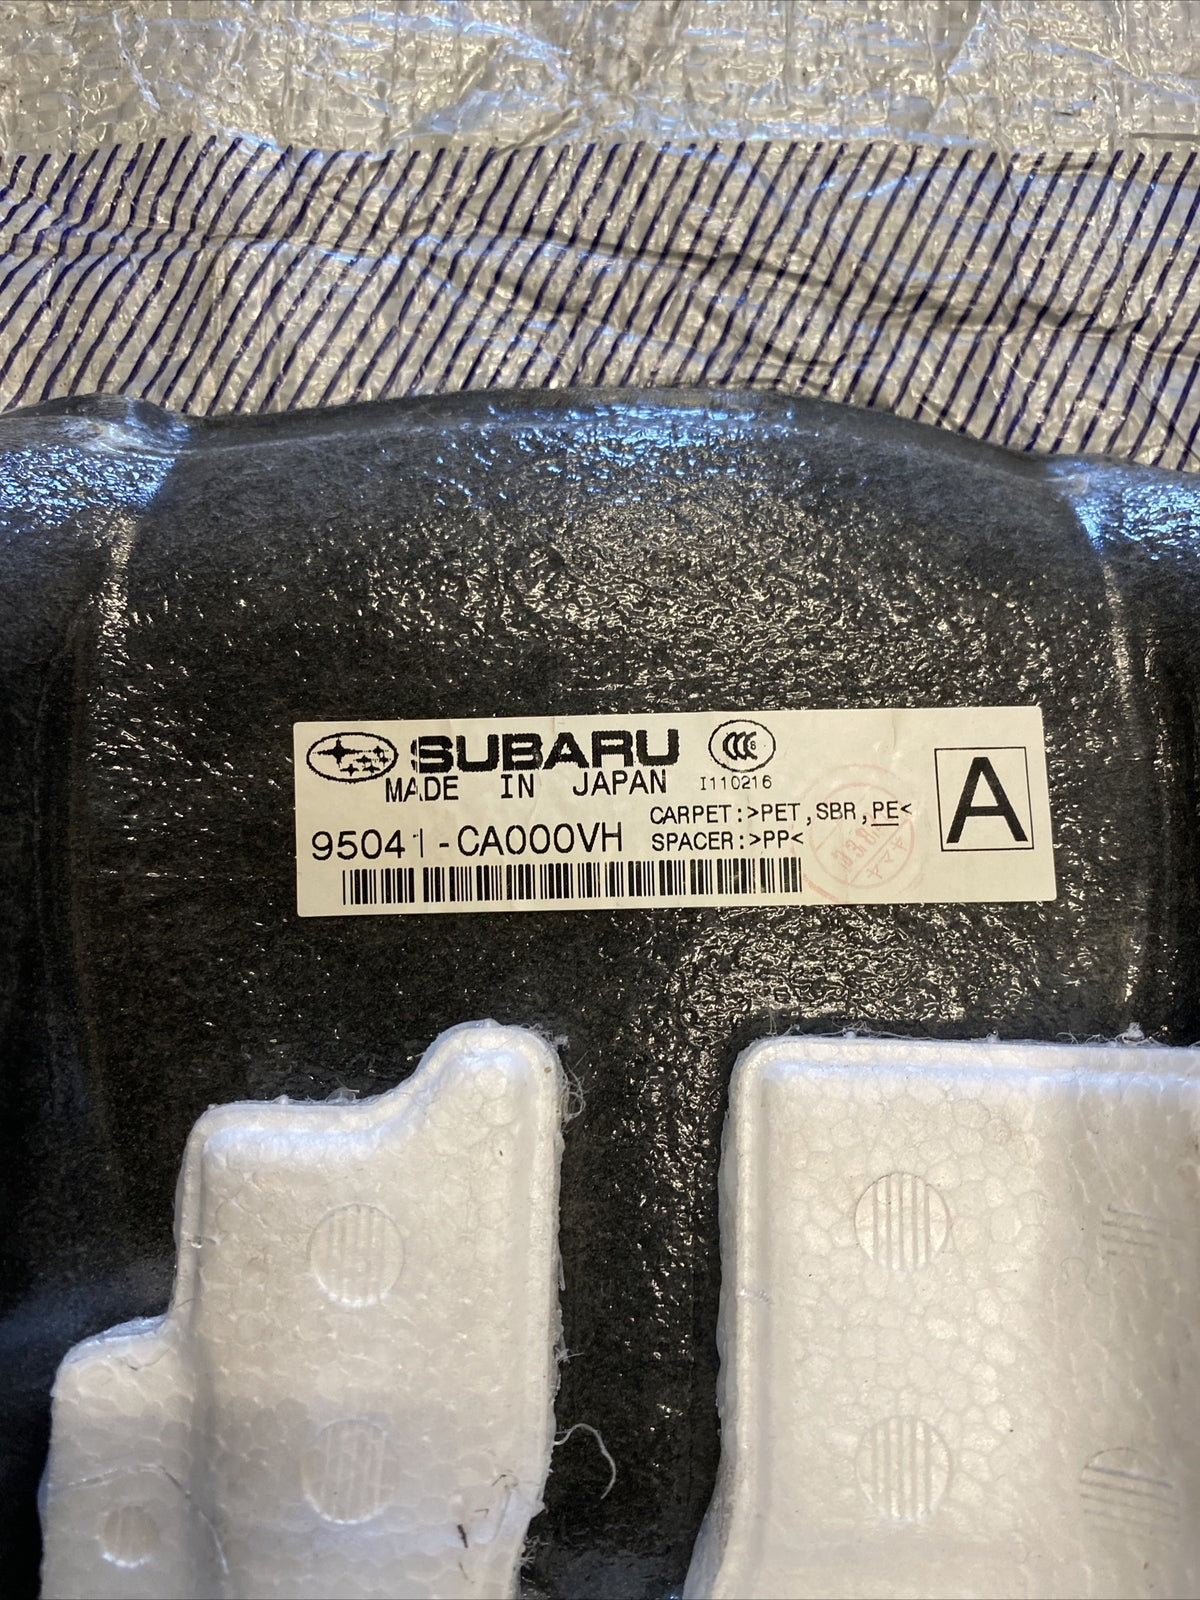 SUBARU
MADE IN JAPAN
I110216
95041-CA000VH
CARPET:>PET,SBR,PE<
SPACER:>PP<
A